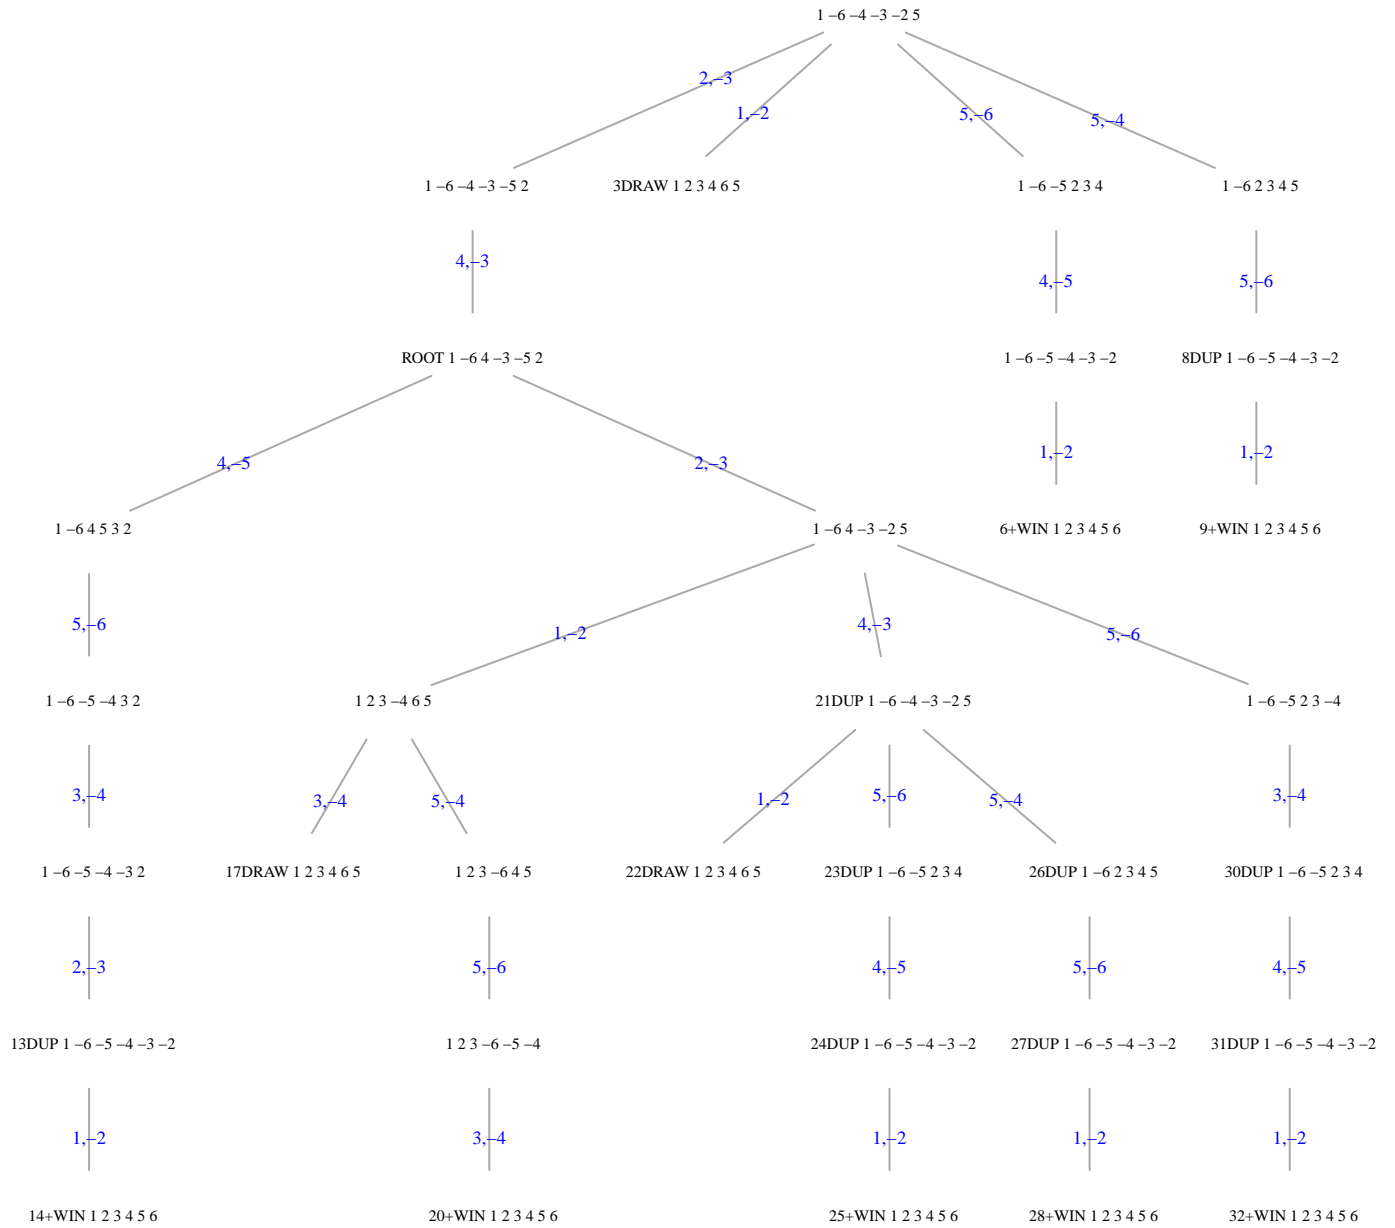 1 –6 –4 –3 –2 5
2,–3
1,–2
5,–6
5,–4
1 –6 –4 –3 –5 2
3DRAW 1 2 3 4 6 5
1 –6 –5 2 3 4
1 –6 2 3 4 5
4,–3
4,–5
5,–6
ROOT 1 –6 4 –3 –5 2
1 –6 –5 –4 –3 –2
8DUP 1 –6 –5 –4 –3 –2
4,–5
2,–3
1,–2
1,–2
1 –6 4 5 3 2
1 –6 4 –3 –2 5
6+WIN 1 2 3 4 5 6
9+WIN 1 2 3 4 5 6
5,–6
1,–2
4,–3
5,–6
1 –6 –5 –4 3 2
1 2 3 –4 6 5
21DUP 1 –6 –4 –3 –2 5
1 –6 –5 2 3 –4
3,–4
3,–4
5,–4
1,–2
5,–6
5,–4
3,–4
1 –6 –5 –4 –3 2
17DRAW 1 2 3 4 6 5
1 2 3 –6 4 5
22DRAW 1 2 3 4 6 5
23DUP 1 –6 –5 2 3 4
26DUP 1 –6 2 3 4 5
30DUP 1 –6 –5 2 3 4
2,–3
5,–6
4,–5
5,–6
4,–5
13DUP 1 –6 –5 –4 –3 –2
1 2 3 –6 –5 –4
24DUP 1 –6 –5 –4 –3 –2
27DUP 1 –6 –5 –4 –3 –2
31DUP 1 –6 –5 –4 –3 –2
1,–2
3,–4
1,–2
1,–2
1,–2
14+WIN 1 2 3 4 5 6
20+WIN 1 2 3 4 5 6
25+WIN 1 2 3 4 5 6
28+WIN 1 2 3 4 5 6
32+WIN 1 2 3 4 5 6